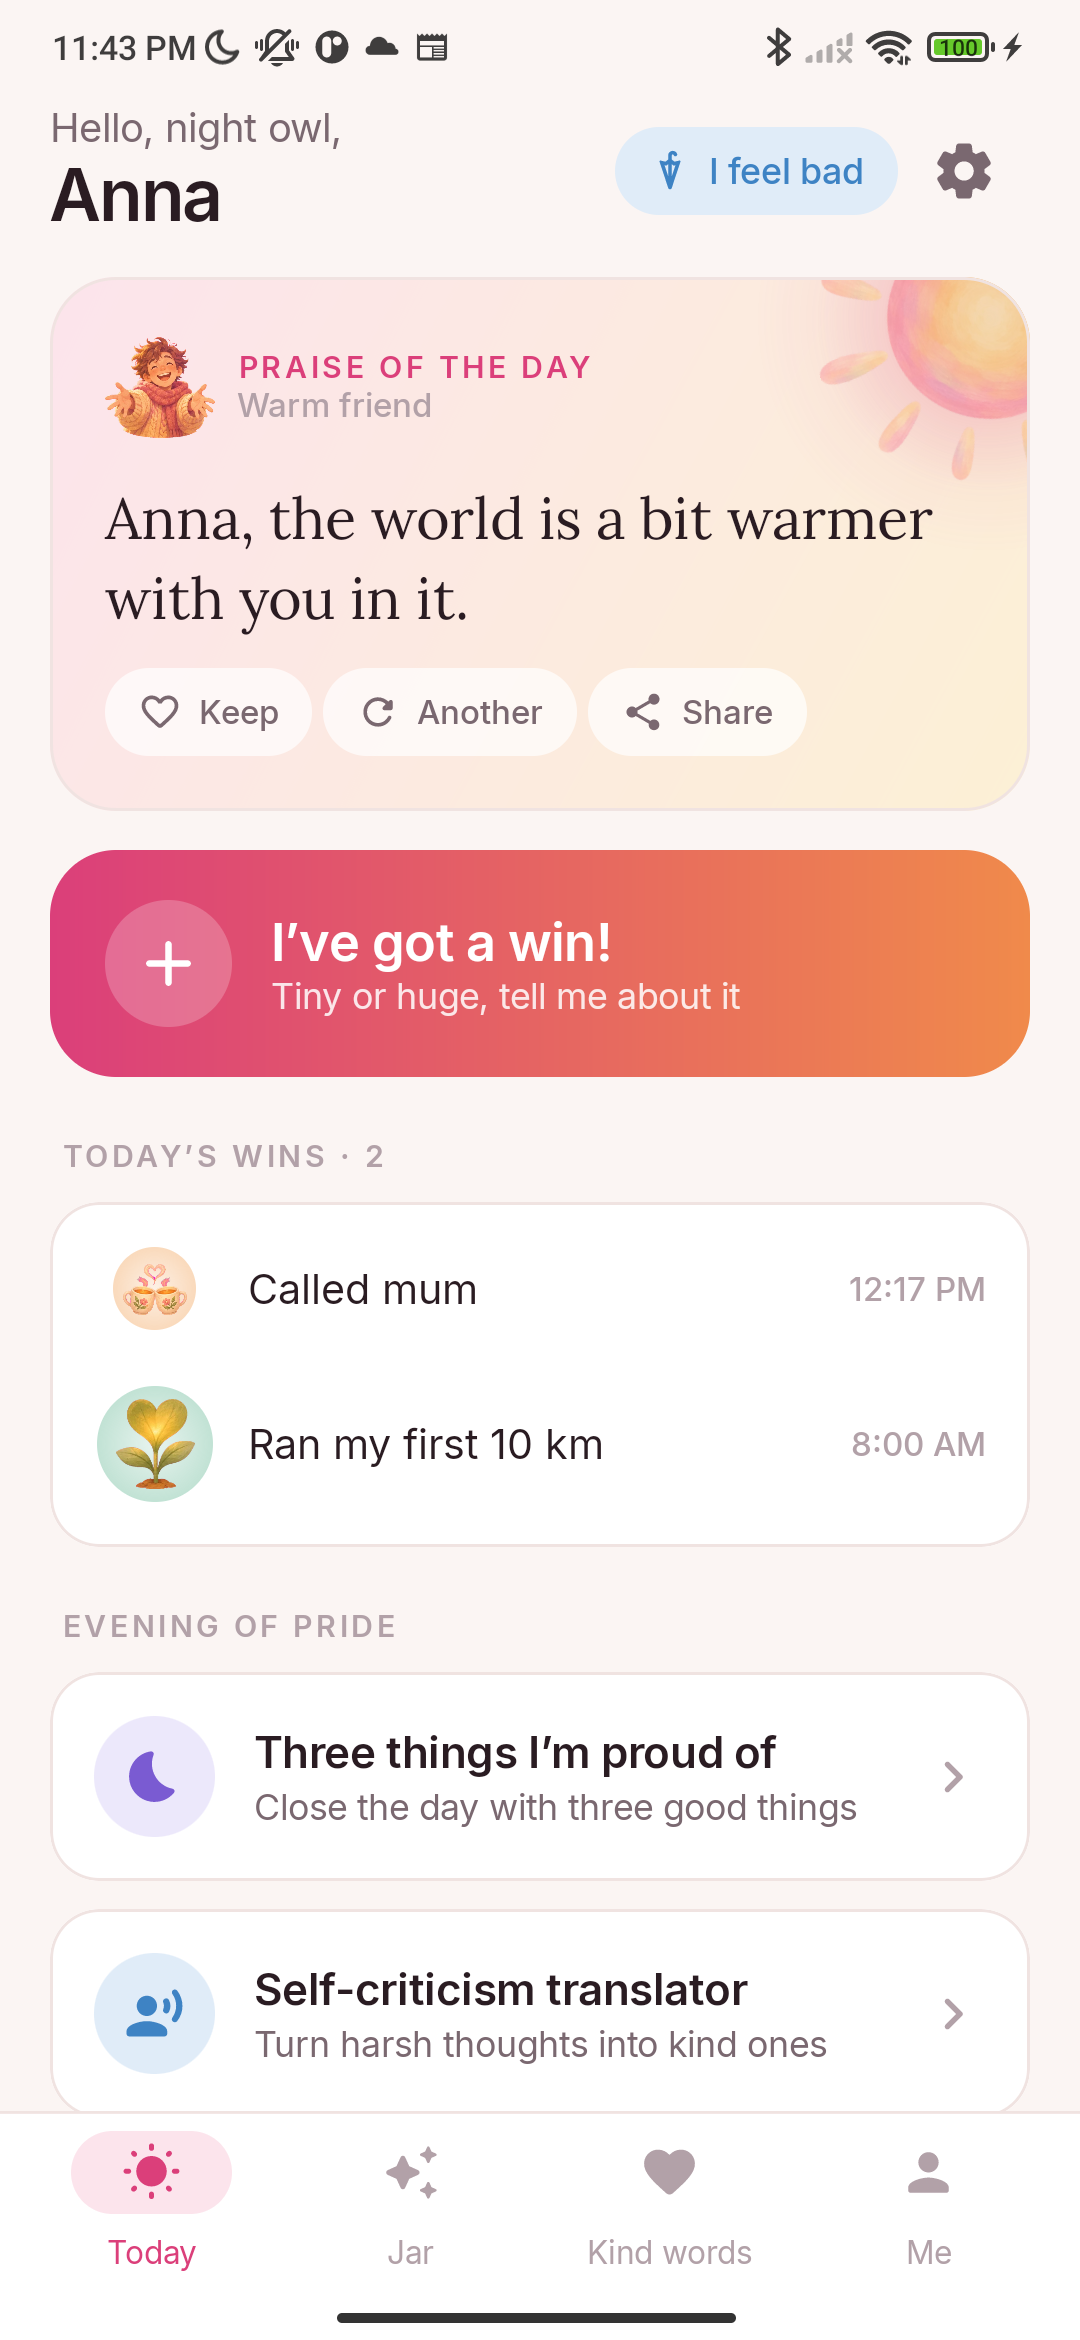 11:43 PM
100
Hello, night owl,
Anna
I feel bad
PRAISE OF THE DAY
Warm friend
Anna, the world is a bit warmer
with you in it.
Keep
Another
Share
I’ve got a win!
Tiny or huge, tell me about it
TODAY’S WINS · 2
Called mum
12:17 PM
Ran my first 10 km
8:00 AM
EVENING OF PRIDE
Three things I’m proud of
Close the day with three good things
Self-criticism translator
Turn harsh thoughts into kind ones
Today
Jar
Kind words
Me